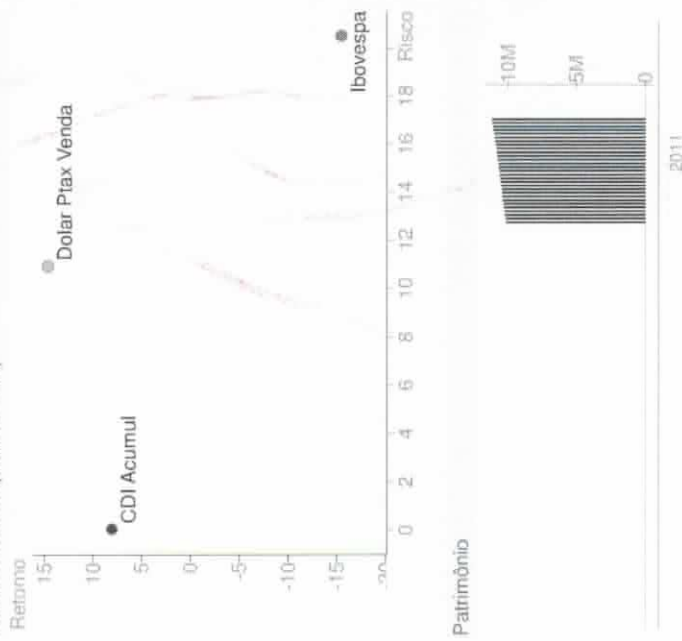 Retorno
15
10
5
0
-5
-10
-15
Dolar Ptax Venda
CDI Acumul
Ibovespa
0 2 4 6 8 10 12 14 16 18 Risco
Patrimônio
10M
5M
0
2011